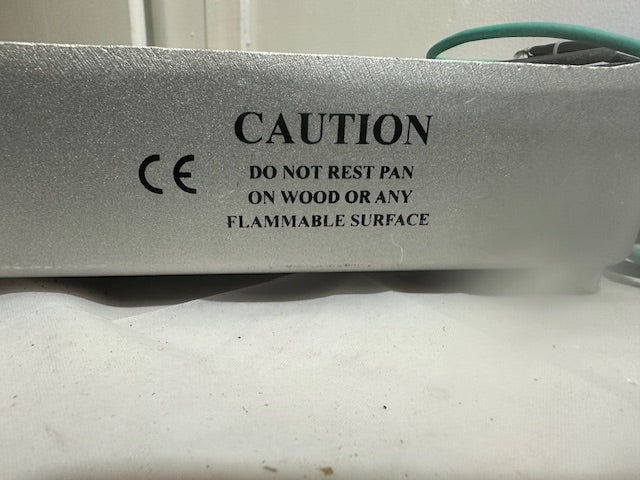 CAUTION
CE DO NOT REST PAN
ON WOOD OR ANY
FLAMMABLE SURFACE